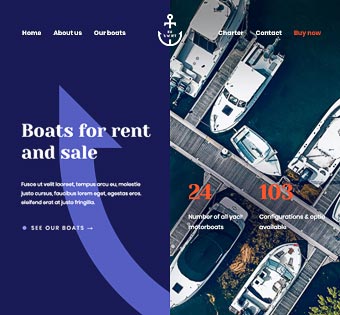 Home About us Our boats Charter Contact Buy now
Boats for rent
and sale
Fusce ut velit laoreet, tempus arcu eu, molestie
justo cursus, faucibus lorem eget, egestas eros.
eleifend erat at justo fringilla.
SEE OUR BOATS →
24
Number of all yacht
motorboats
103
Configurations & optio
available